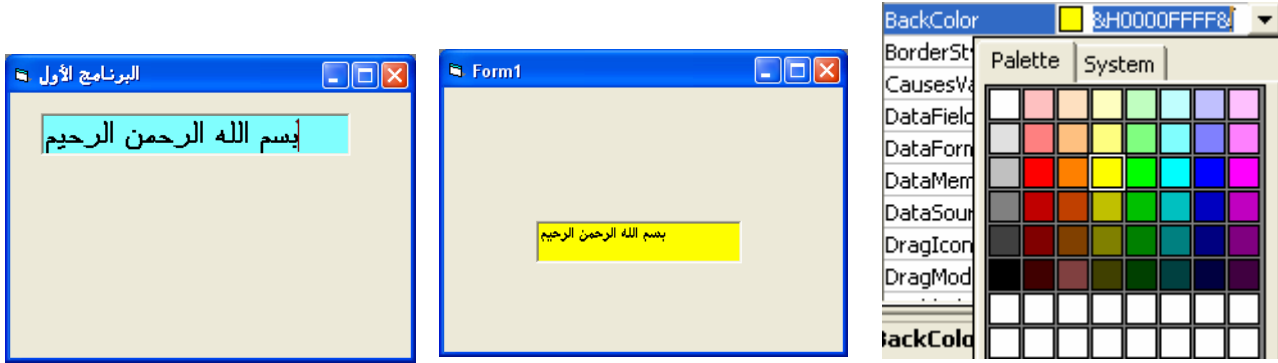 البرنامج الأول
بسم الله الرحمن الرحيم
Form1
بسم الله الرحمن الرحيم
BackColor &H0000FFFF&
BorderSt
Palette System
CausesVa
DataField
DataForm
DataMem
DataSour
DragIcon
DragMod
BackColo